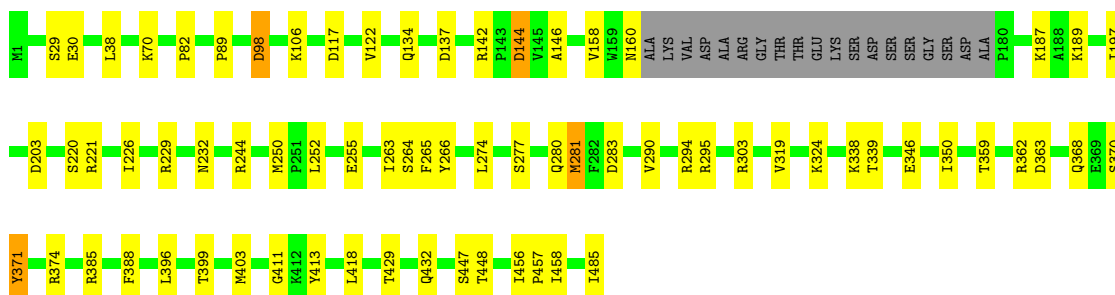 M1 S29 E30 L38 K70 P82 P89 D98 K106 D117 V122 Q134 D137 R142 P143 D144 V145 A146 V158 W159 N160 ALA LYS VAL ASP ALA ARG GLY THR THR GLU LYS SER ASP SER SER GLY SER ASP ALA P180 K187 A188 K189 I197
D203 S220 R221 I226 R229 N232 R244 M250 P251 L252 E255 I263 S264 F265 Y266 L274 S277 Q280 M281 F282 D283 V290 R294 R295 R303 V319 K324 K338 T339 E346 I350 T359 R362 D363 Q368 E369 S370
Y371 R374 R385 F388 L396 T399 M403 G411 K412 Y413 L418 T429 Q432 S447 T448 I456 P457 I458 I485